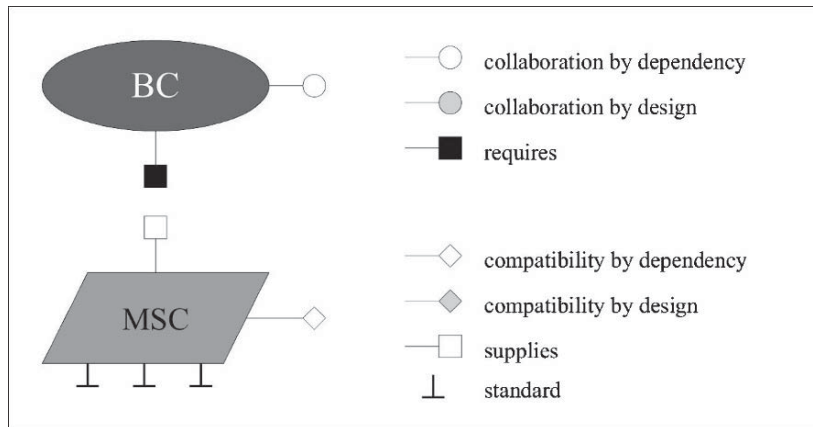 BC
collaboration by dependency
collaboration by design
requires
MSC
compatibility by dependency
compatibility by design
supplies
standard